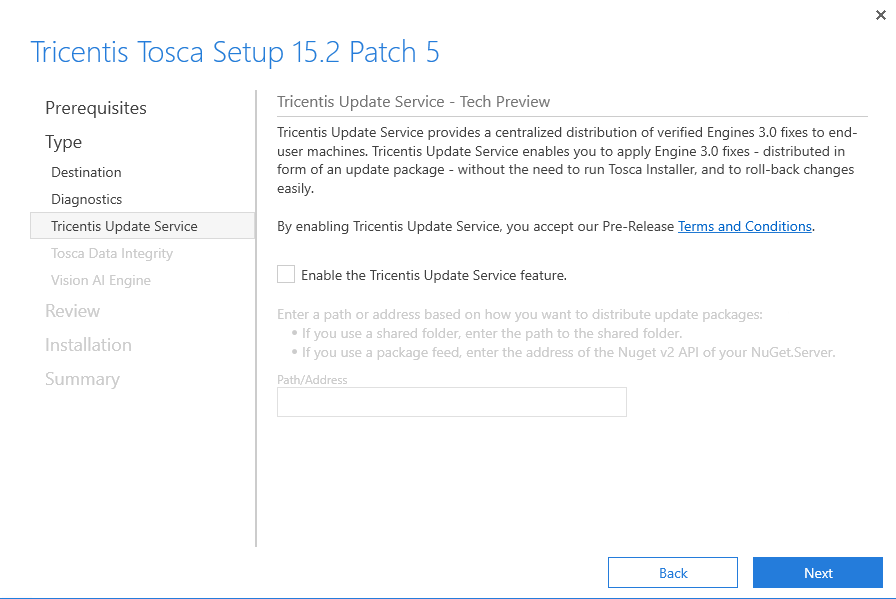 Tricentis Tosca Setup 15.2 Patch 5
Prerequisites
Type
Destination
Diagnostics
Tricentis Update Service
Tosca Data Integrity
Vision AI Engine
Review
Installation
Summary
Tricentis Update Service - Tech Preview
Tricentis Update Service provides a centralized distribution of verified Engines 3.0 fixes to end-
user machines. Tricentis Update Service enables you to apply Engine 3.0 fixes - distributed in
form of an update package - without the need to run Tosca Installer, and to roll-back changes
easily.
By enabling Tricentis Update Service, you accept our Pre-Release Terms and Conditions.
Enable the Tricentis Update Service feature.
Enter a path or address based on how you want to distribute update packages:
• If you use a shared folder, enter the path to the shared folder.
• If you use a package feed, enter the address of the Nuget v2 API of your NuGet.Server.
Path/Address
Back
Next